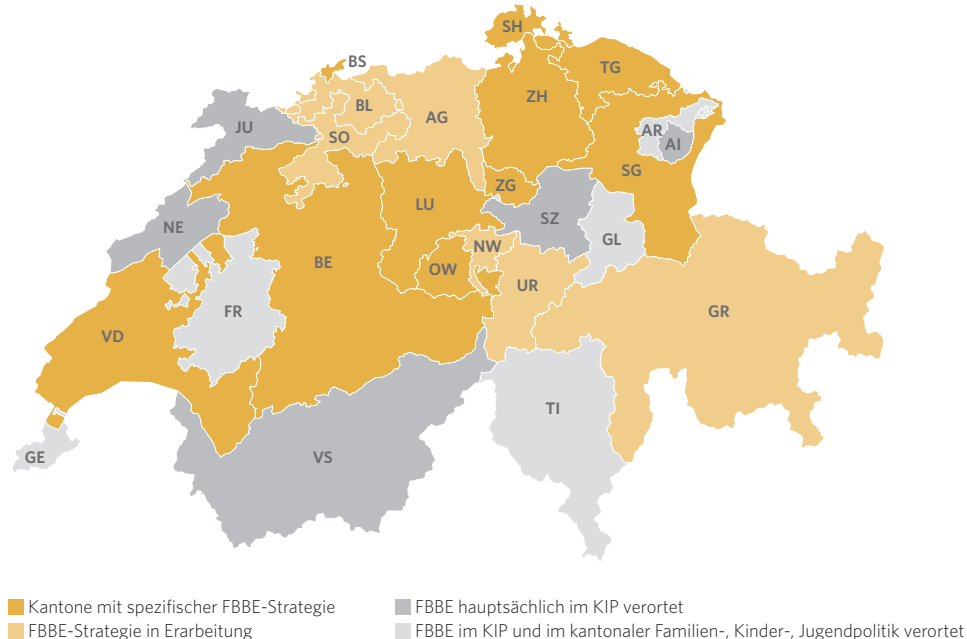 SH
BS
TG
ZH
BL
AG
JU
SO
AR
AI
SG
ZG
LU
SZ
NE
NW
GL
BE
OW
UR
FR
GR
VD
TI
GE
VS
Kantone mit spezifischer FBBE-Strategie
FBBE-Strategie in Erarbeitung
FBBE hauptsächlich im KIP verortet
FBBE im KIP und im kantonaler Familien-, Kinder-, Jugendpolitik verortet